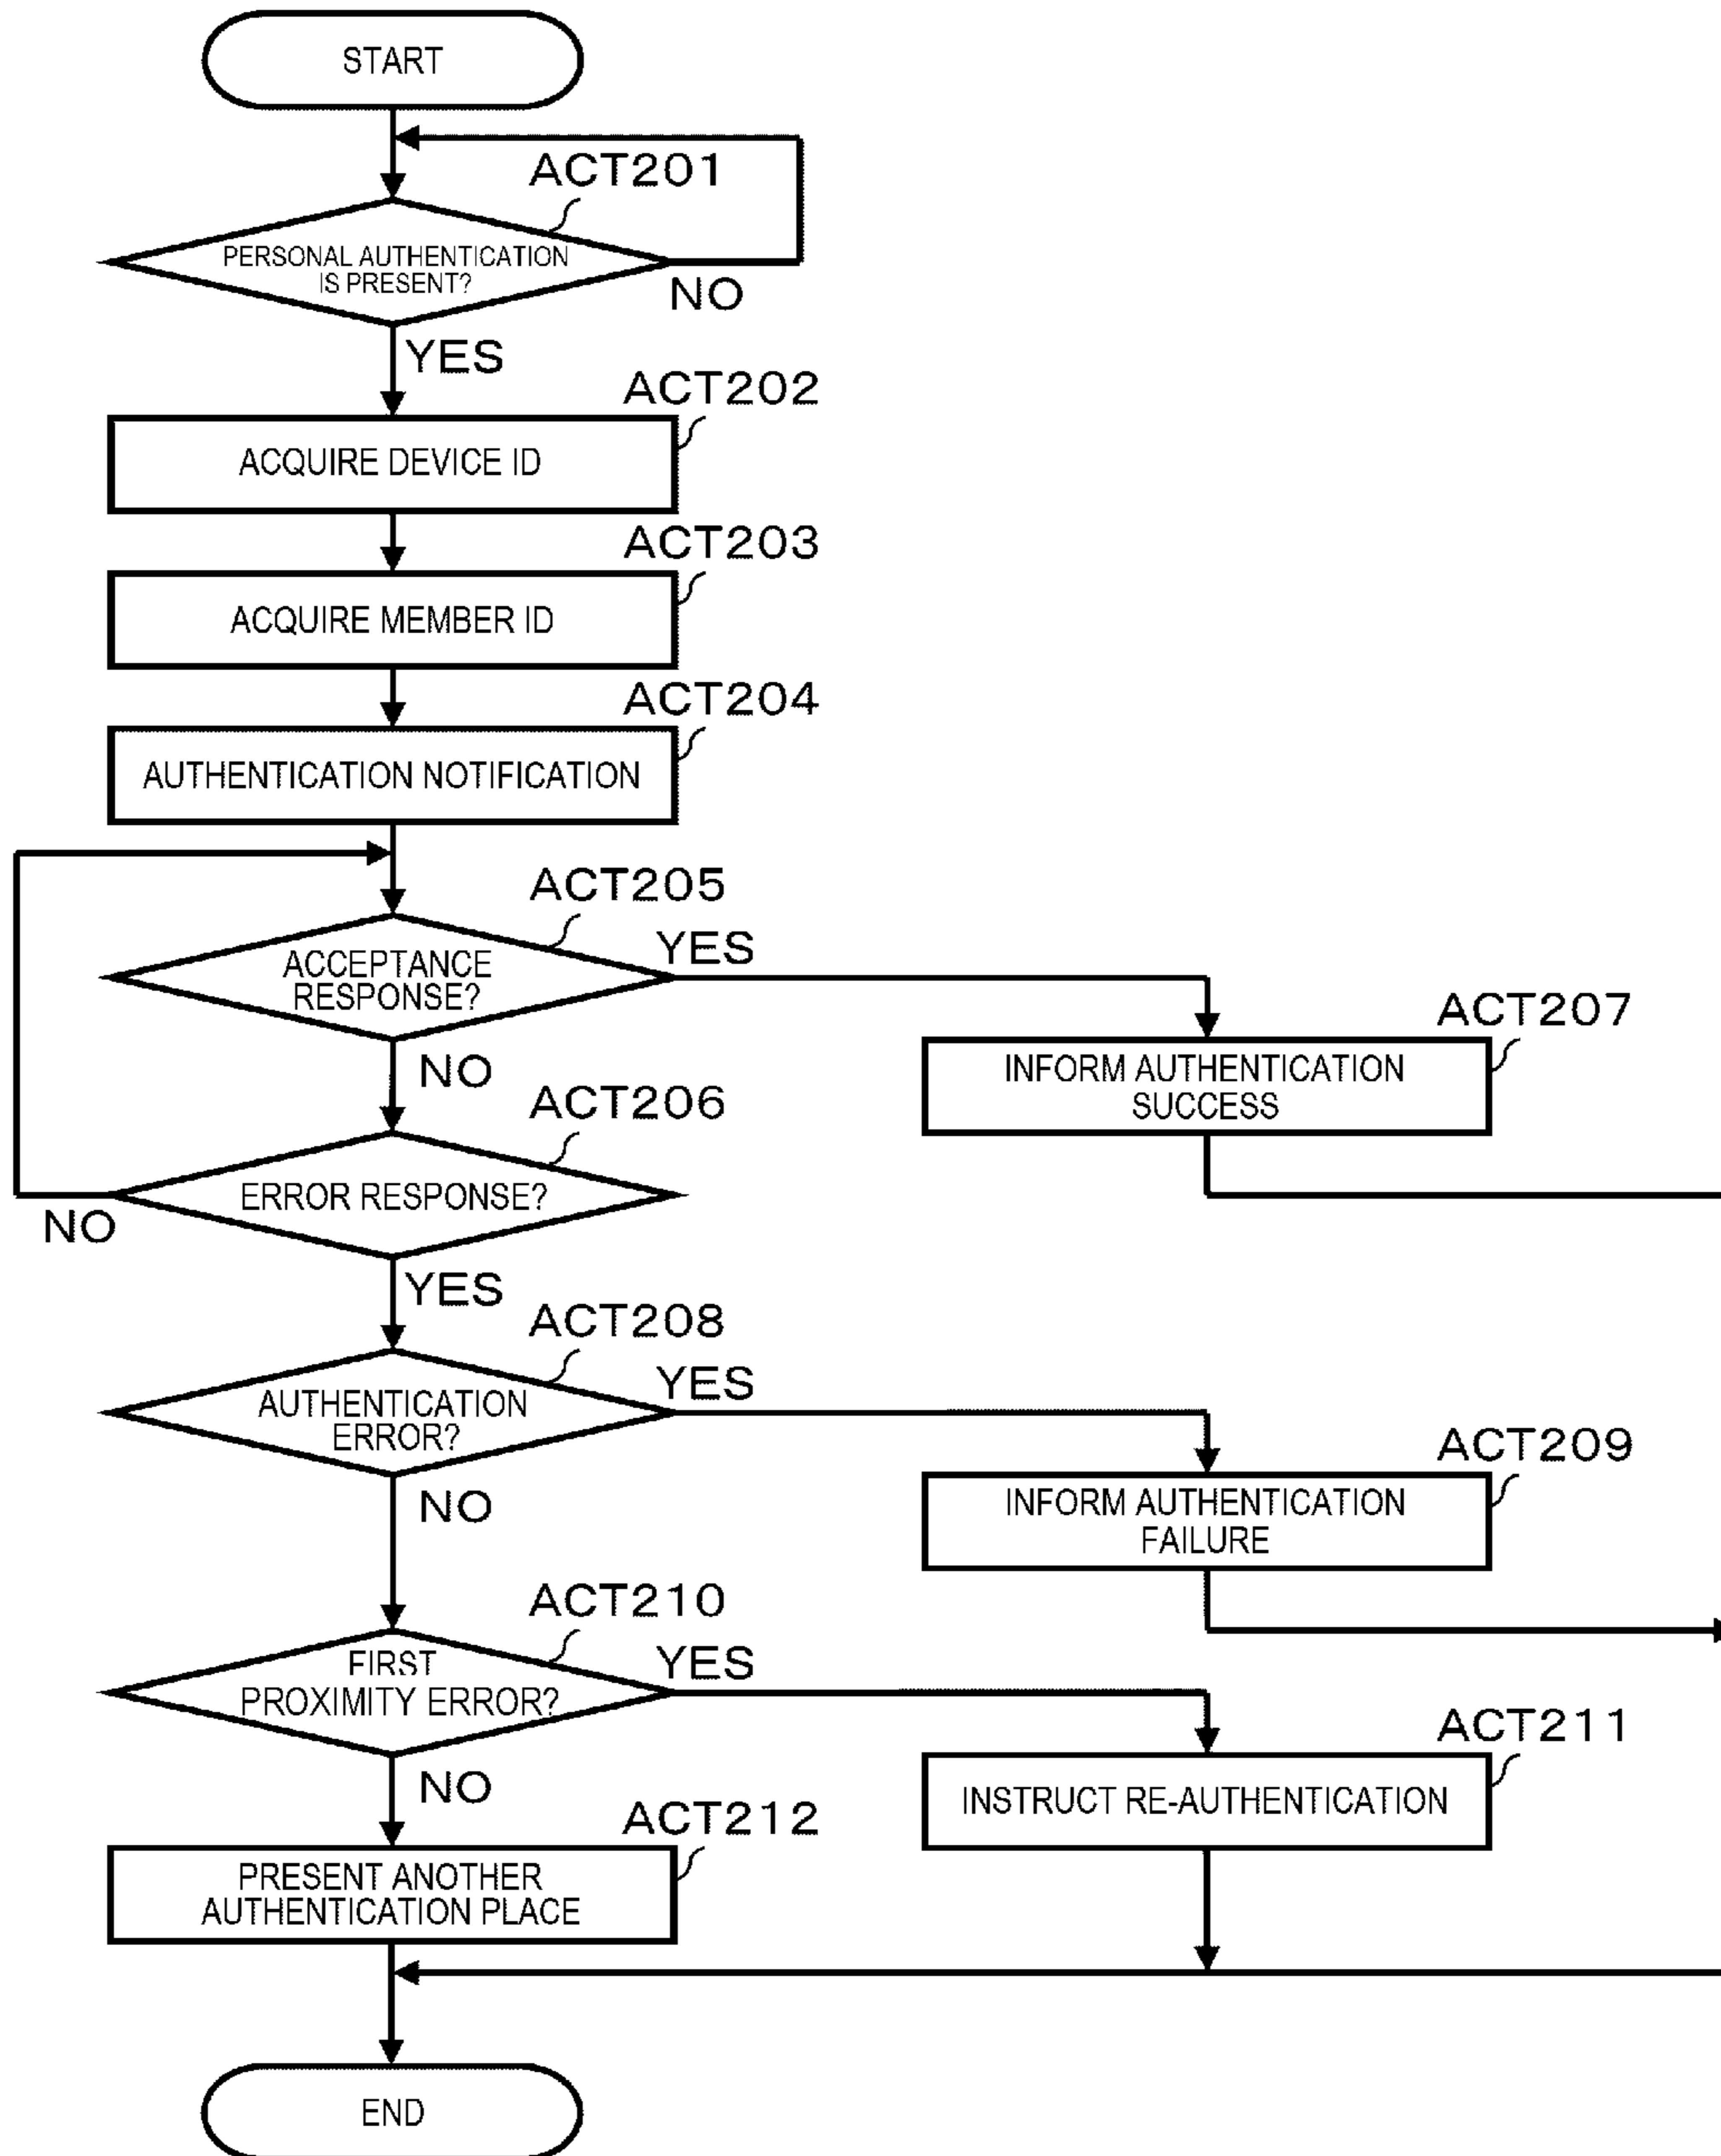 START
ACT201
PERSONAL AUTHENTICATION
IS PRESENT?
NO
YES
ACT202
ACQUIRE DEVICE ID
ACT203
ACQUIRE MEMBER ID
ACT204
AUTHENTICATION NOTIFICATION
ACT205
ACCEPTANCE
RESPONSE?
YES
NO
ACT207
INFORM AUTHENTICATION
SUCCESS
ACT206
ERROR RESPONSE?
NO
YES
ACT208
AUTHENTICATION
ERROR?
YES
NO
ACT209
INFORM AUTHENTICATION
FAILURE
ACT210
FIRST
PROXIMITY ERROR?
YES
NO
ACT211
INSTRUCT RE-AUTHENTICATION
ACT212
PRESENT ANOTHER
AUTHENTICATION PLACE
END